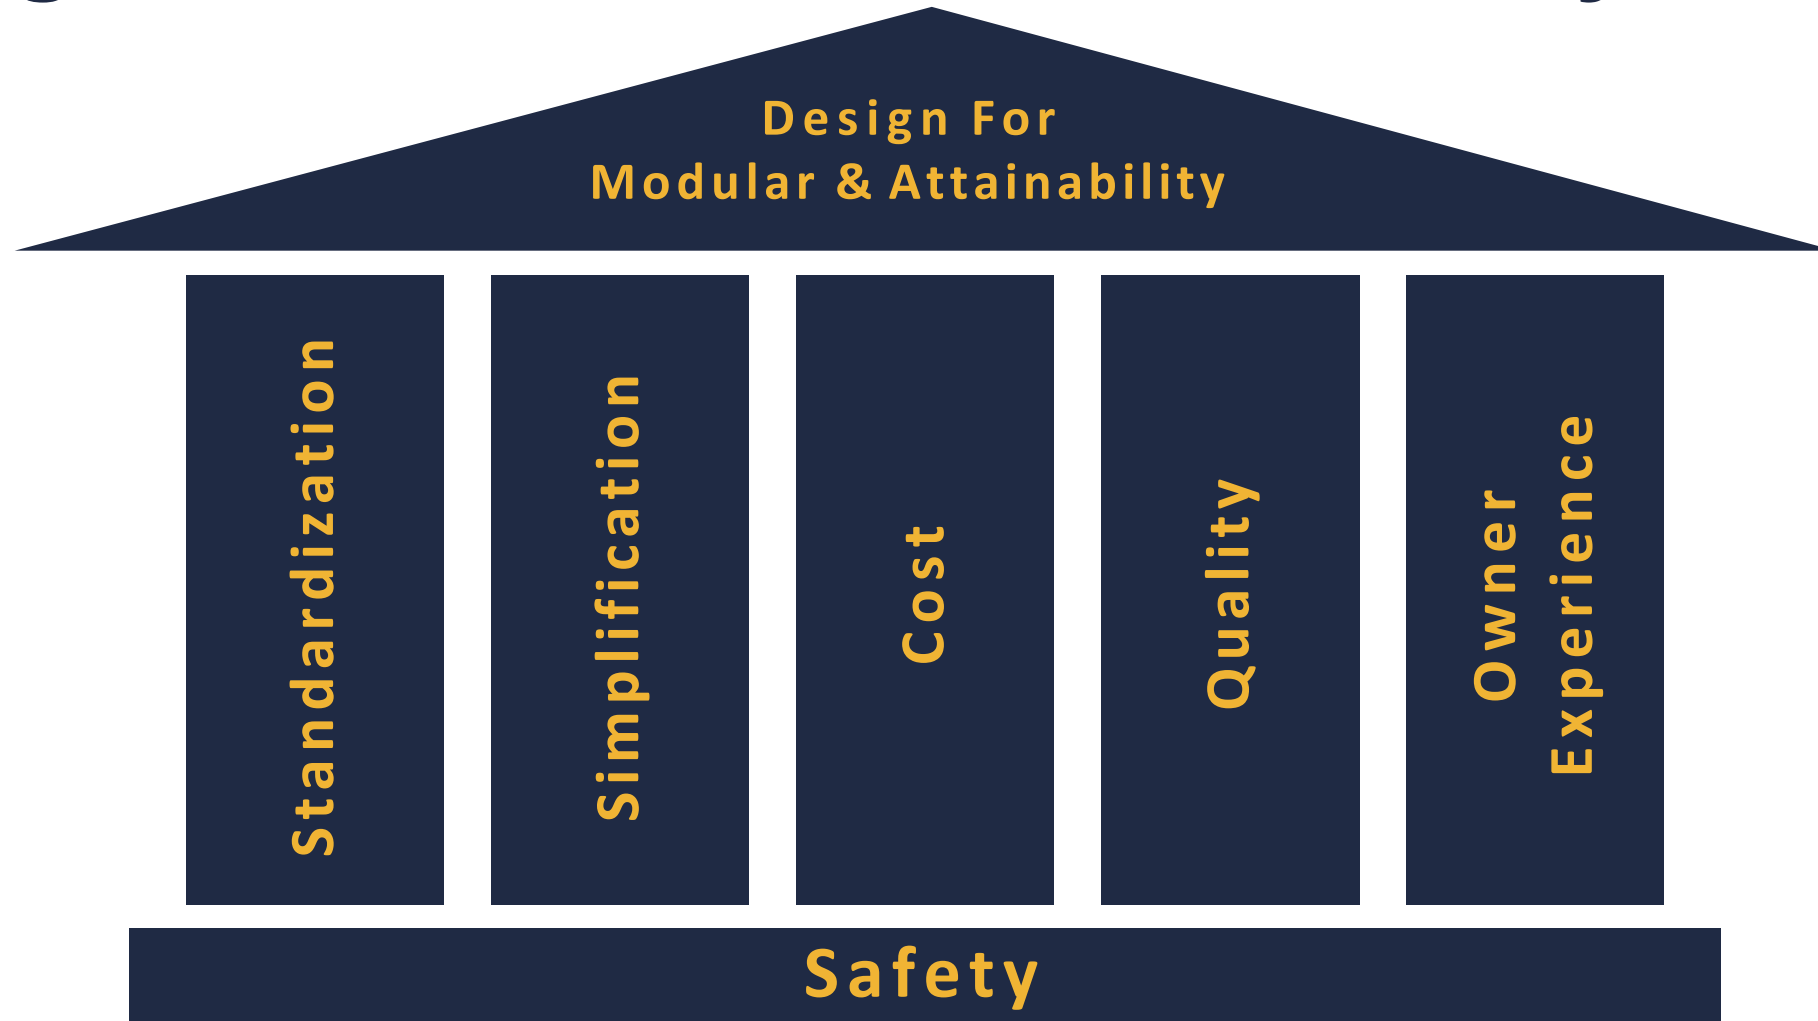 Design For
Modular & Attainability
Standardization
Simplification
Cost
Quality
Owner
Experience
Safety